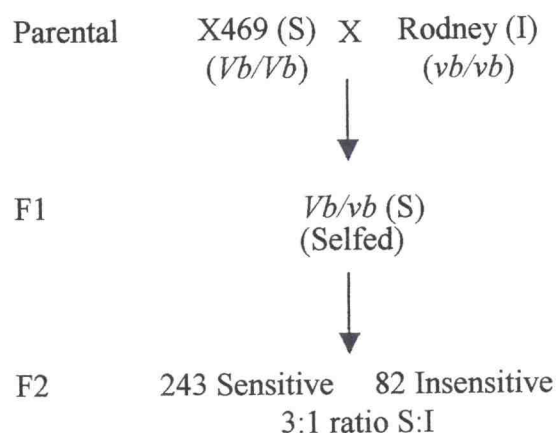 Parental X469 (S) X Rodney (I)
(Vb/Vb) (vb/vb)
F1 Vb/vb (S)
(Selfed)
F2 243 Sensitive 82 Insensitive
3:1 ratio S:I